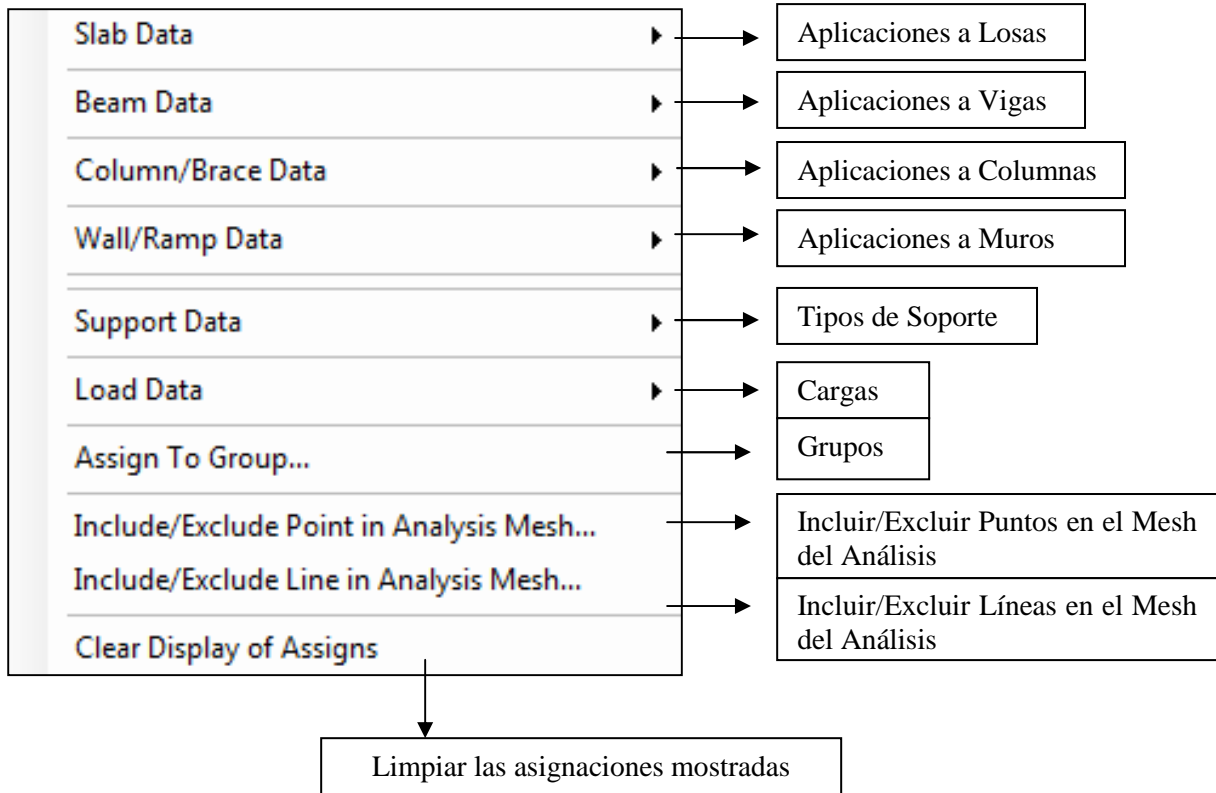 Slab Data
Aplicaciones a Losas
Beam Data
Aplicaciones a Vigas
Column/Brace Data
Aplicaciones a Columnas
Wall/Ramp Data
Aplicaciones a Muros
Support Data
Tipos de Soporte
Load Data
Cargas
Assign To Group...
Grupos
Include/Exclude Point in Analysis Mesh...
Incluir/Excluir Puntos en el Mesh
del Análisis
Include/Exclude Line in Analysis Mesh...
Incluir/Excluir Líneas en el Mesh
del Análisis
Clear Display of Assigns
Limpiar las asignaciones mostradas